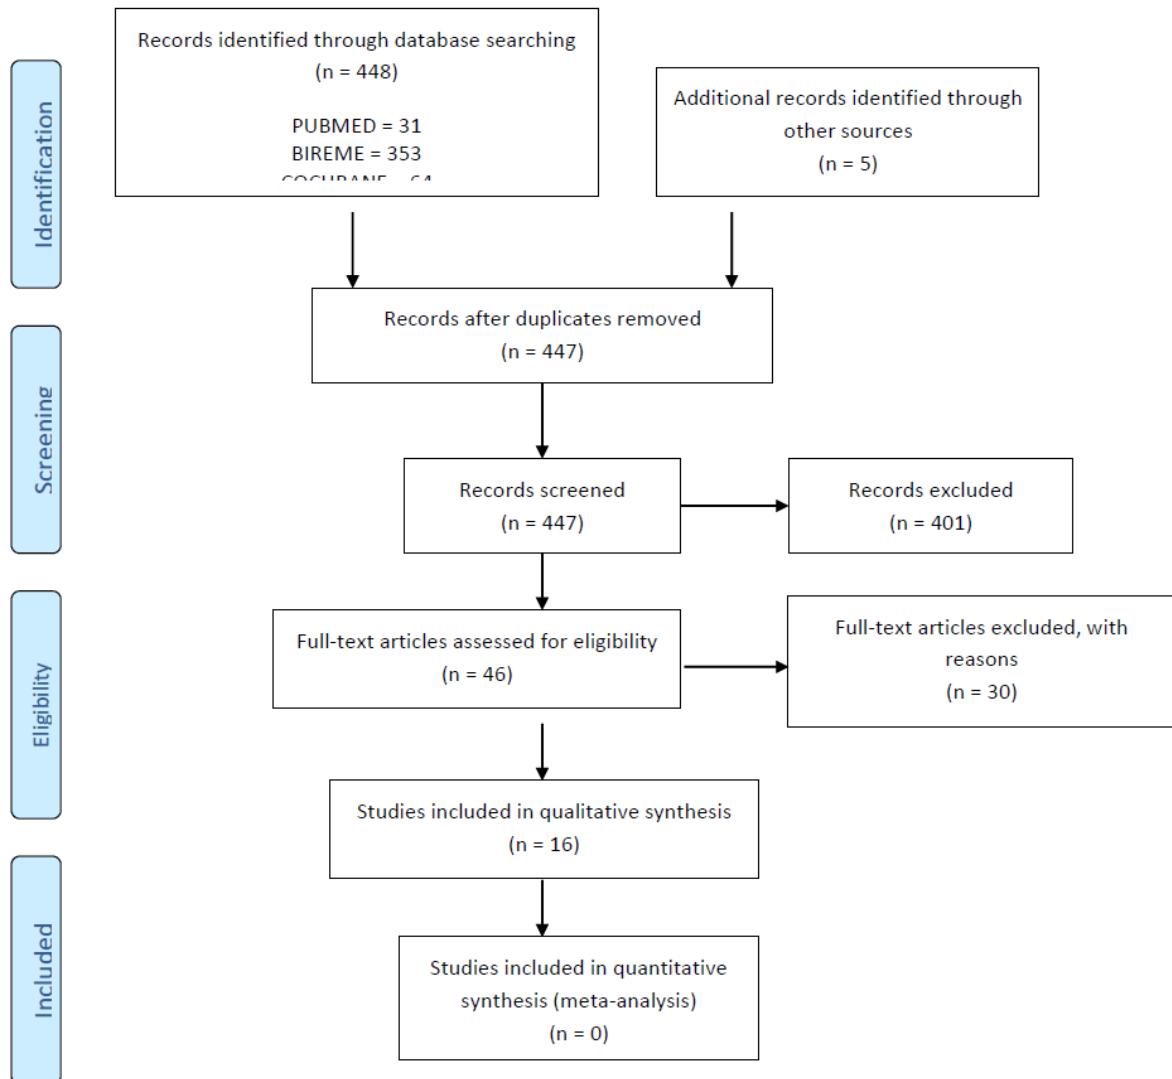 Identification
Records identified through database searching
(n = 448)
PUBMED = 31
BIREME = 353
COCHRANE = 64
Additional records identified through
other sources
(n = 5)
Records after duplicates removed
(n = 447)
Screening
Records screened
(n = 447)
Records excluded
(n = 401)
Eligibility
Full-text articles assessed for eligibility
(n = 46)
Full-text articles excluded, with
reasons
(n = 30)
Studies included in qualitative synthesis
(n = 16)
Included
Studies included in quantitative
synthesis (meta-analysis)
(n = 0)